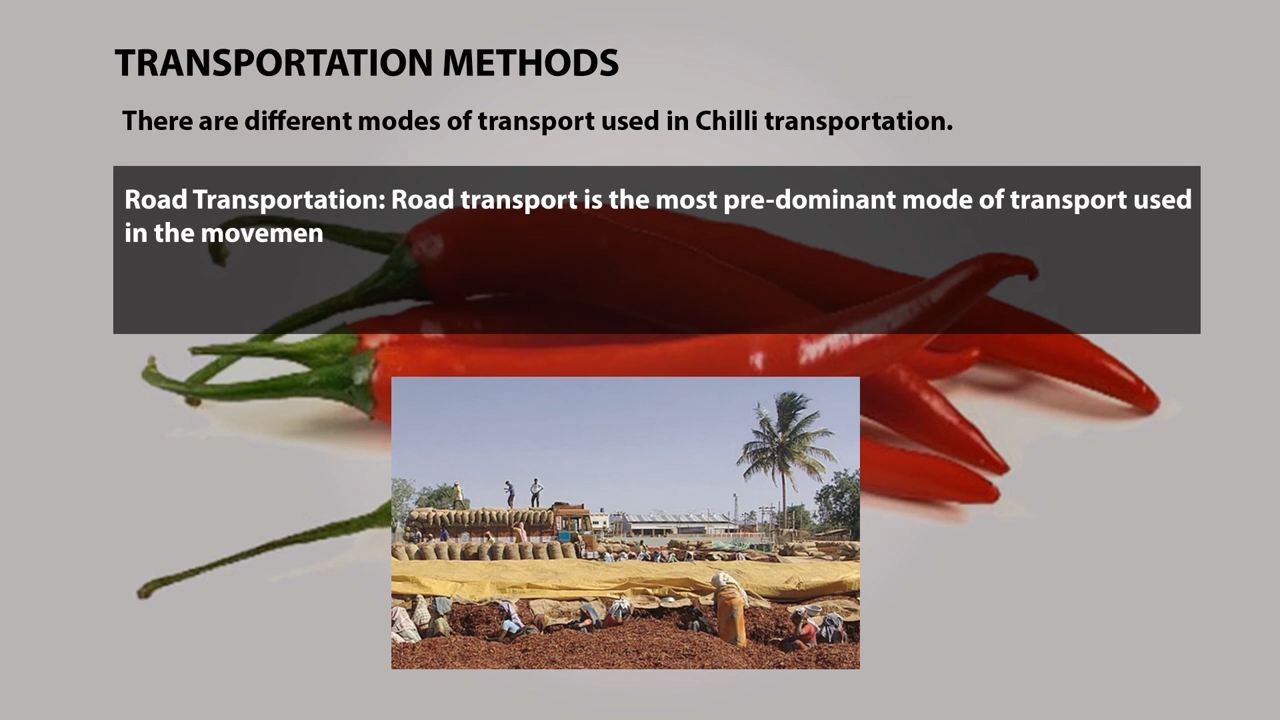 TRANSPORTATION METHODS
There are different modes of transport used in Chilli transportation.
Road Transportation: Road transport is the most pre-dominant mode of transport used
in the movemen